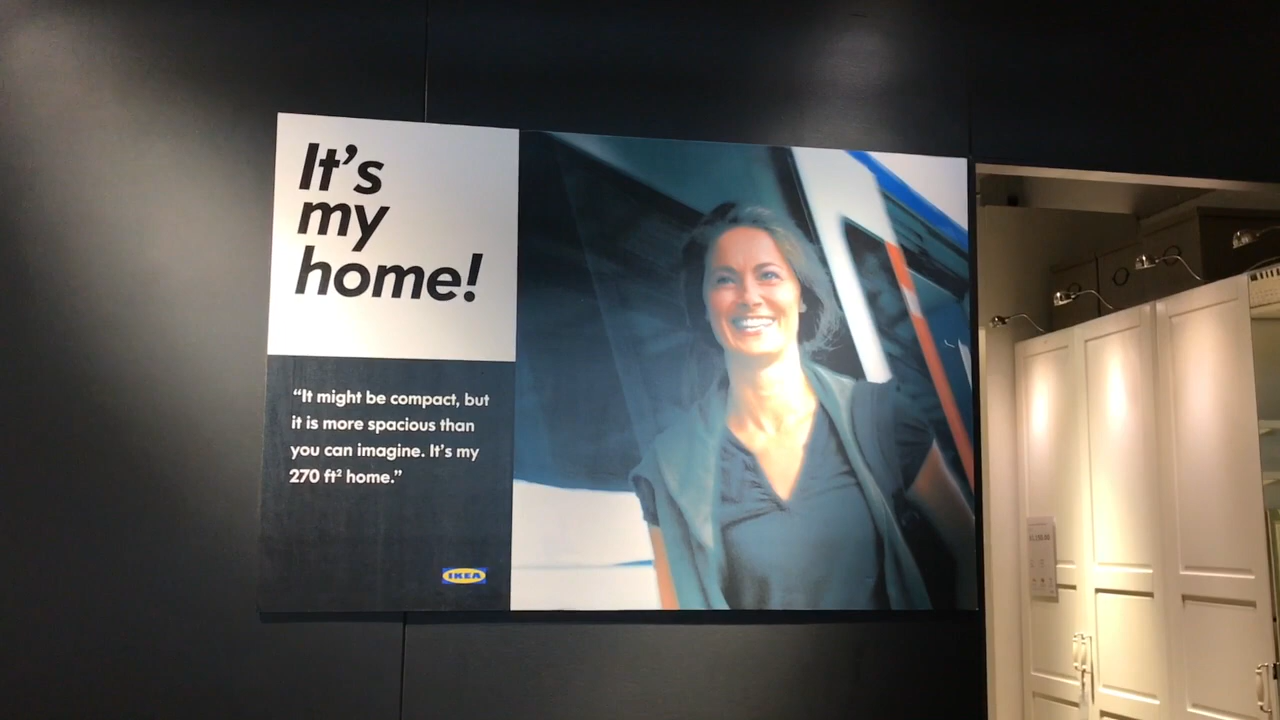 It's
my
home!
“It might be compact, but
it is more spacious than
you can imagine. It's my
270 ft² home.”
IKEA